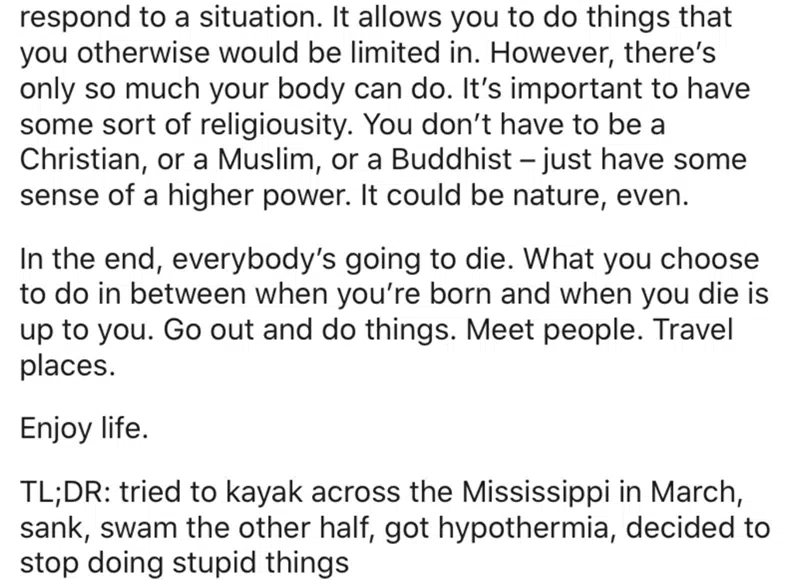 respond to a situation. It allows you to do things that
you otherwise would be limited in. However, there's
only so much your body can do. It's important to have
some sort of religiousity. You don't have to be a
Christian, or a Muslim, or a Buddhist – just have some
sense of a higher power. It could be nature, even.
In the end, everybody's going to die. What you choose
to do in between when you're born and when you die is
up to you. Go out and do things. Meet people. Travel
places.
Enjoy life.
TL;DR: tried to kayak across the Mississippi in March,
sank, swam the other half, got hypothermia, decided to
stop doing stupid things